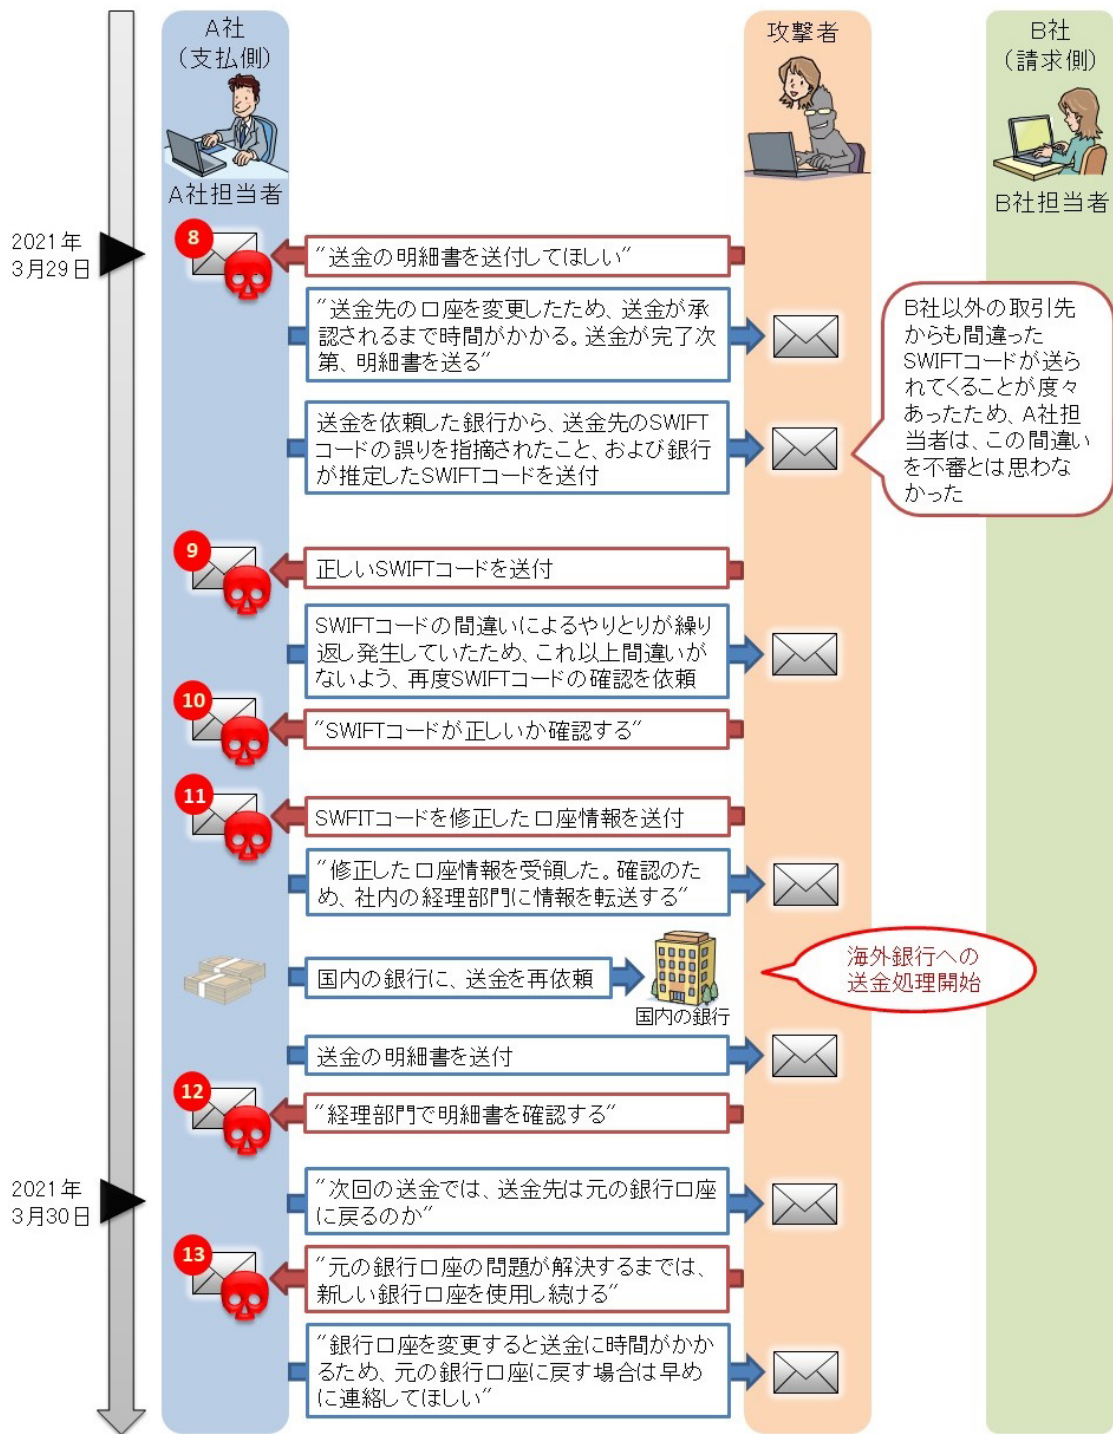 A社
(支払側)
A社担当者
攻撃者
B社
(請求側)
B社担当者
2021年
3月29日
8
"送金の明細書を送付してほしい"
"送金先の口座を変更したため、送金が承
認されるまで時間がかかる。送金が完了次
第、明細書を送る"
B社以外の取引先
からも間違った
SWIFTコードが送ら
れてくることが度々
あったため、A社担
当者は、この間違い
を不審とは思わな
かった
送金を依頼した銀行から、送金先のSWIFT
コードの誤りを指摘されたこと、および銀行
が推定したSWIFTコードを送付
9
正しいSWIFTコードを送付
SWIFTコードの間違いによるやりとりが繰り
返し発生していたため、これ以上間違いが
ないよう、再度SWIFTコードの確認を依頼
10
"SWIFTコードが正しいか確認する"
11
SWFITコードを修正した口座情報を送付
"修正した口座情報を受領した。確認のた
め、社内の経理部門に情報を転送する"
国内の銀行に、送金を再依頼
国内の銀行
海外銀行への
送金処理開始
送金の明細書を送付
12
"経理部門で明細書を確認する"
2021年
3月30日
"次回の送金では、送金先は元の銀行口座
に戻るのか"
13
"元の銀行口座の問題が解決するまでは、
新しい銀行口座を使用し続ける"
"銀行口座を変更すると送金に時間がかか
るため、元の銀行口座に戻す場合は早め
に連絡してほしい"